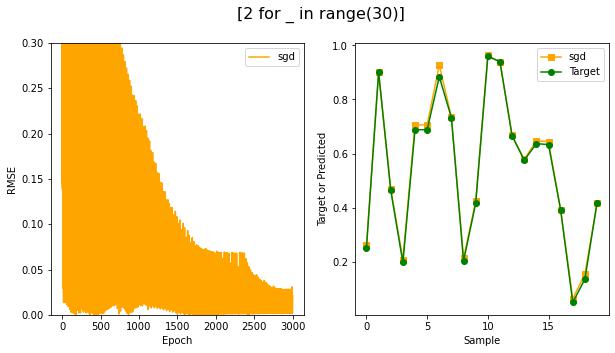 [2 for _ in range(30)]
0.30
0.25
0.20
0.15
0.10
0.05
0.00
RMSE
0 500 1000 1500 2000 2500 3000
Epoch
sgd
1.0
0.8
0.6
0.4
0.2
Target or Predicted
0 5 10 15
Sample
sgd
Target